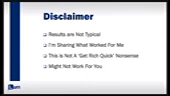 Disclaimer
Results are Not Typical
I'm Sharing What Worked For Me
This is Not A 'Get Rich Quick' Nonsense
Might Not Work For You